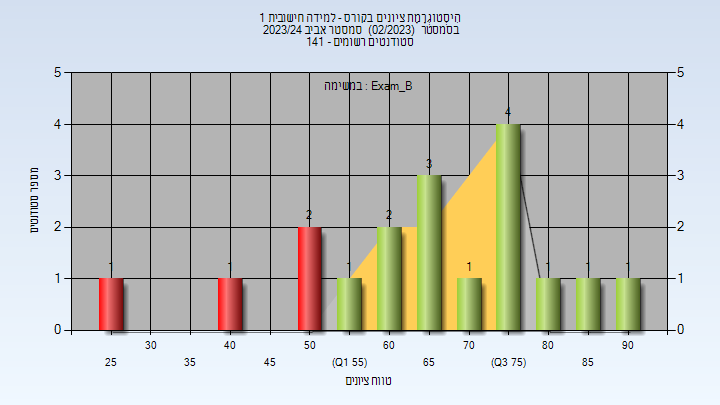 היסטוגרמת ציונים בקורס - למידה חישובית 1
בסמסטר (02/2023) סמסטר אביב 2023/24
סטודנטים רשומים - 141
במשימה : Exam_B
מספר סטודנטים
5 5
4 4
3 3
2 2
1 1
0 0
1 1 2 1 2 3 1 4 1 1 1
30 40 50 60 70 80 90
25 35 45 (Q1 55) 65 (Q3 75) 85
טווח ציונים